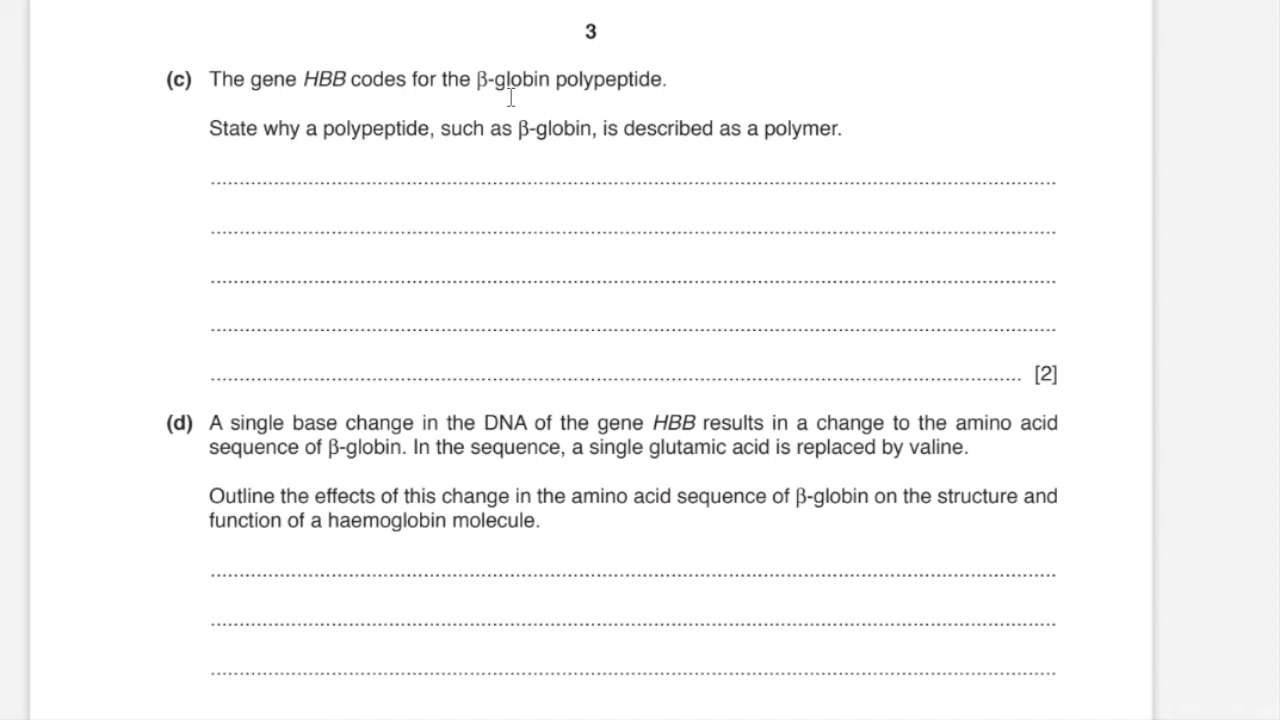 3
(c) The gene HBB codes for the β-globin polypeptide.
State why a polypeptide, such as β-globin, is described as a polymer.
..........................................................................................................................................
..........................................................................................................................................
..........................................................................................................................................
..........................................................................................................................................
..................................................................................................................................... [2]
(d) A single base change in the DNA of the gene HBB results in a change to the amino acid
sequence of β-globin. In the sequence, a single glutamic acid is replaced by valine.
Outline the effects of this change in the amino acid sequence of β-globin on the structure and
function of a haemoglobin molecule.
..........................................................................................................................................
..........................................................................................................................................
..........................................................................................................................................